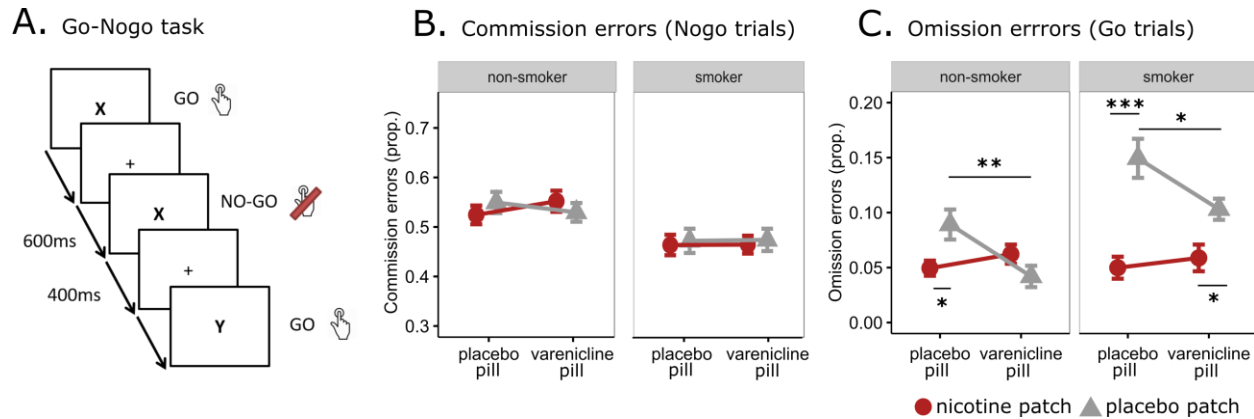 A. Go-Nogo task
X
GO
+
X
NO-GO
600ms
+
400ms
Y
GO
B. Commission errors (Nogo trials)
non-smoker
smoker
Commission errors (prop.)
0.7
0.6
0.5
0.4
0.3
placebo
pill
varenicline
pill
placebo
pill
varenicline
pill
C. Omission errrors (Go trials)
non-smoker
smoker
Omission errors (prop.)
0.20
0.15
0.10
0.05
0.00
**
*
***
*
*
placebo
pill
varenicline
pill
placebo
pill
varenicline
pill
nicotine patch
placebo patch